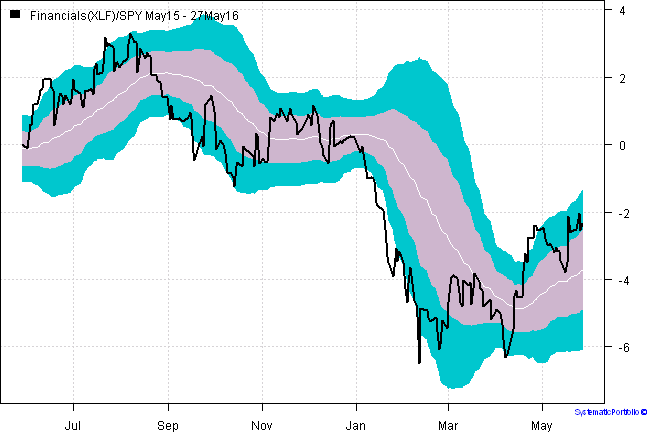 Financials(XLF)/SPY May15 - 27May16
4
2
0
-2
-4
-6
Jul Sep Nov Jan Mar May
SystematicPortfolio ©